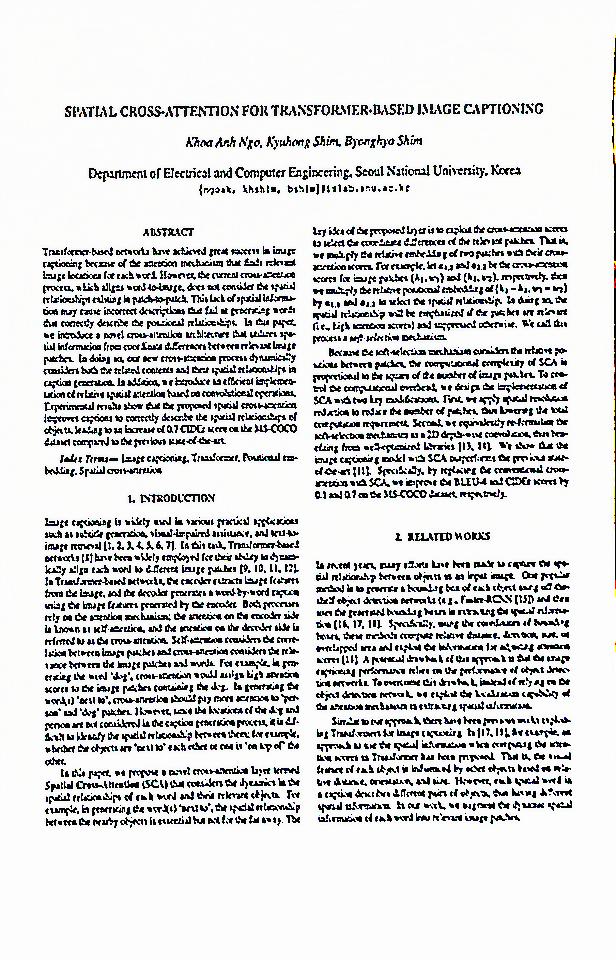 SPATIAL CROSS-ATTENTION FOR TRANSFORMER-BASED IMAGE CAPTIONING
Khoa Anh Ngo, Kyuhong Shim, Byonghyo Shim
Department of Electrical and Computer Engineering, Seoul National University, Korea
{ngoak, khshim, bshim}@islab.snu.ac.kr
ABSTRACT
Transformer-based networks have achieved great success in image
captioning because of the attention mechanism that finds relevant
image locations for each word. However, the current cross-attention
process, which aligns word-to-image, does not consider the spatial
relationships existing in patch-to-patch. This lack of spatial informa-
tion may cause incorrect descriptions that fail at generating words
that correctly describe the positional relationships. In this paper,
we introduce a novel cross-attention architecture that utilizes spa-
tial information from coordinate differences between relevant image
patches. In doing so, our new cross-attention process dynamically
considers both the related contents and their spatial relationships in
caption generation. In addition, we introduce an efficient implemen-
tation of relative spatial attention based on convolutional operations.
Experimental results show that the proposed spatial cross-attention
improves captions to correctly describe the spatial relationships of
objects, leading to an increase of 0.7 CIDEr score on the MS-COCO
dataset compared to the previous state-of-the-art.
Index Terms— Image captioning, Transformer, Positional em-
bedding, Spatial cross-attention
1. INTRODUCTION
Image captioning is widely used in various practical applications
such as subtitle generation, visual-impaired assistance, and text-to-
image retrieval [1, 2, 3, 4, 5, 6, 7]. In this task, Transformer-based
networks [8] have been widely employed for their ability to dynam-
ically align each word to different image patches [9, 10, 11, 12].
In Transformer-based networks, the encoder extracts image features
from the image, and the decoder generates a word-by-word caption
using the image features generated by the encoder. Both processes
rely on the attention mechanism; the attention on the encoder side
is known as self-attention, and the attention on the decoder side is
referred to as the cross-attention. Self-attention considers the corre-
lation between image patches and cross-attention considers the rele-
vance between the image patches and words. For example, in gen-
erating the word 'dog', cross-attention would assign high attention
scores to the image patches containing the dog. In generating the
word(s) 'next to', cross-attention should pay more attention to 'per-
son' and 'dog' patches. However, since the locations of the dog and
person are not considered in the caption generation process, it is dif-
ficult to identify the spatial relationship between them; for example,
whether the objects are 'next to' each other or one is 'on top of' the
other.
In this paper, we propose a novel cross-attention layer termed
Spatial Cross-Attention (SCA) that considers the dynamics in the
spatial relationships of each word and their relevant objects. For
example, in generating the word(s) 'next to', the spatial relationship
between the nearby objects is essential but not for the far away. The
key idea of the proposed layer is to exploit the cross-attention scores
to select the coordinate differences of the relevant patches. That is,
we multiply the relative embedding of two patches with their cross-
attention scores. For example, let be the cross-attention
scores for image patches and respectively, then
we multiply the relative positional embedding of
by to select the spatial relationship. In doing so, the
spatial relationship will be emphasized if the patches are relevant
(i.e., high attention scores) and suppressed otherwise. We call this
process a soft-selection mechanism.
Because the soft-selection mechanism considers the relative po-
sitions between patches, the computational complexity of SCA is
proportional to the square of the number of image patches. To con-
trol the computational overhead, we design the implementation of
SCA with two key modifications. First, we apply spatial resolution
reduction to reduce the number of patches, thus lowering the total
computation requirement. Second, we equivalently re-formulate the
soft-selection mechanism as a 2D depth-wise convolution, thus ben-
efiting from well-optimized libraries [13, 14]. We show that the
image captioning model with SCA outperforms the previous state-
of-the-art [11]. Specifically, by replacing the conventional cross-
attention with SCA, we improve the BLEU-4 and CIDEr scores by
0.1 and 0.7 on the MS-COCO dataset, respectively.
2. RELATED WORKS
In recent years, many efforts have been made to capture the spa-
tial relationship between objects in an input image. One popular
method is to generate a bounding box of each object using off-the-
shelf object detection networks (e.g., Faster-RCNN [15]) and then
uses the generated bounding boxes in extracting the spatial informa-
tion [16, 17, 18]. Specifically, using the coordinates of bounding
boxes, these methods compute relative distance, direction, size, or
overlapped area and exploit the information for adjusting attention
scores [11]. A potential drawback of this approach is that the image
captioning performance relies on the performance of object detec-
tion networks. To overcome this drawback, instead of relying on the
object detection network, we exploit the localization capability of
the attention mechanism in extracting spatial information.
Similar to our approach, there have been previous works exploit-
ing Transformers for image captioning. In [17, 18], for example, an
approach to use the spatial information when computing the atten-
tion scores in Transformer has been proposed. That is, the visual
feature of each object is influenced by other objects based on rela-
tive distance, orientation, and size. However, each spatial word in
a caption describes different pairs of objects, thus having different
spatial information. In our work, we augment the dynamic spatial
information of each word into relevant image patches.